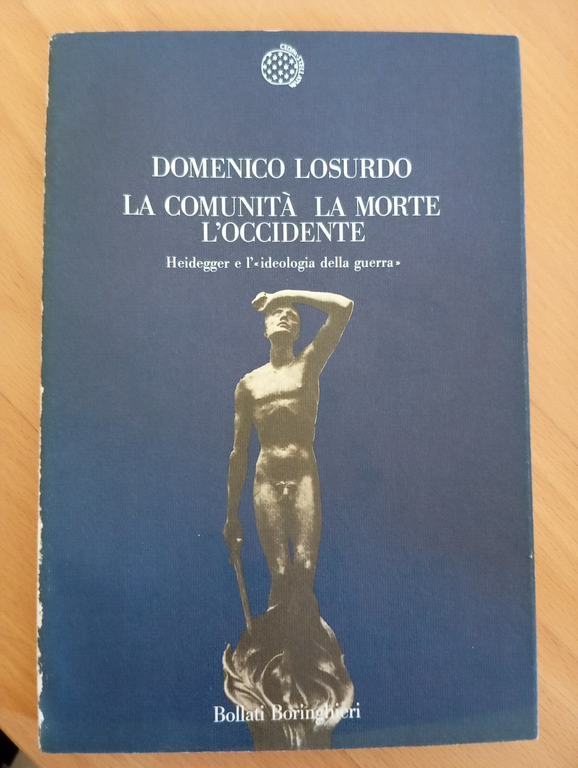 DOMENICO LOSURDO
LA COMUNITÀ LA MORTE
L'OCCIDENTE
Heidegger e l'«ideologia della guerra»
Bollati Boringhieri